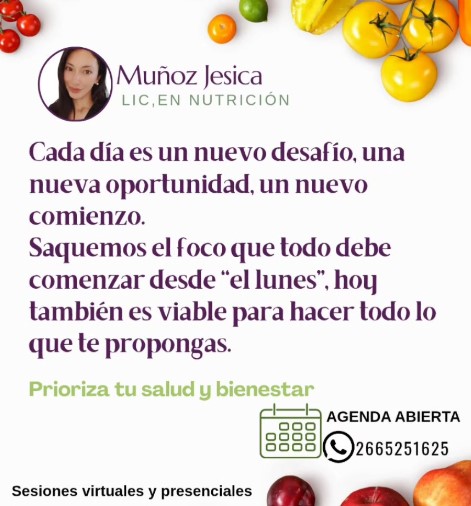 Muñoz Jesica
LIC,EN NUTRICIÓN
Cada día es un nuevo desafío, una
nueva oportunidad, un nuevo
comienzo.
Saquemos el foco que todo debe
comenzar desde “el lunes”, hoy
también es viable para hacer todo lo
que te propongas.
Prioriza tu salud y bienestar
AGENDA ABIERTA
2665251625
Sesiones virtuales y presenciales